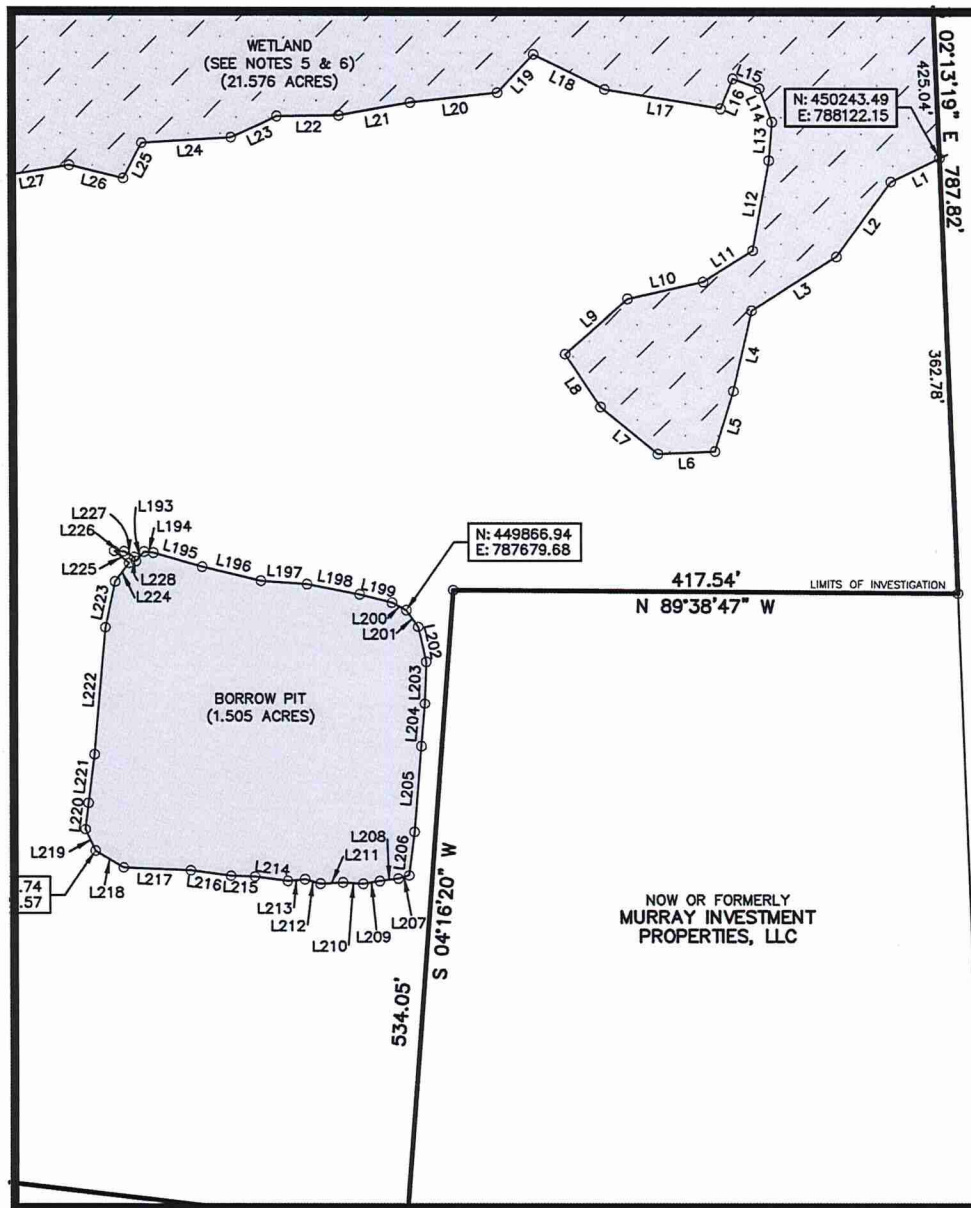 WETLAND
(SEE NOTES 5 & 6)
(21.576 ACRES)
L19
L18
L15
L14
L16
L17
L13
L20
L21
L22
L23
L24
L25
L26
L27
02°13'19" E 787.82'
425.04'
N: 450243.49
E: 788122.15
L1
L2
L3
L12
L11
L10
L9
L4
L8
L5
L7
L6
362.78'
L227
L193
L194
L226
L195
L225
L196
L197
L228
L198
L224
L199
L223
L200
L201
L202
N: 449866.94
E: 787679.68
417.54'
LIMITS OF INVESTIGATION
N 89°38'47" W
L203
L204
L222
BORROW PIT
(1.505 ACRES)
L205
L221
L220
L208
L206
L219
L211
L218
L217
L216
L215
L214
L213
L212
L210
L209
L207
.74
.57
S 04°16'20" W
534.05'
NOW OR FORMERLY
MURRAY INVESTMENT
PROPERTIES, LLC